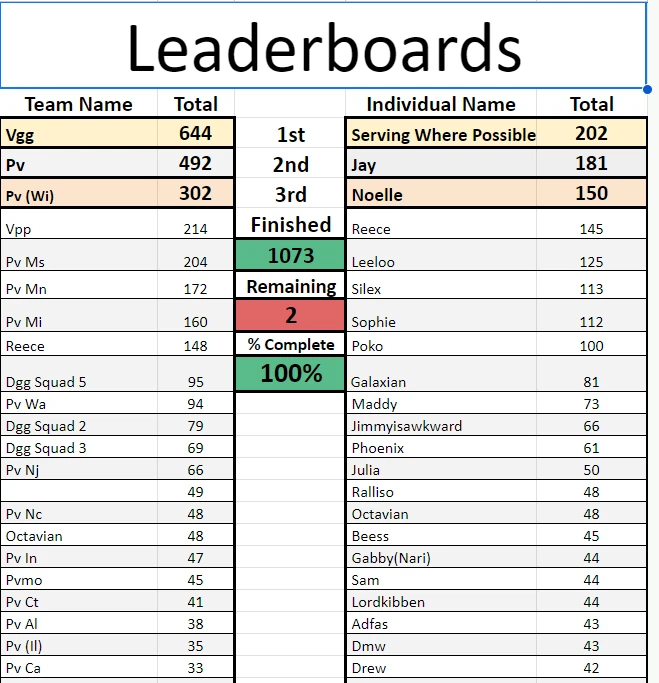 Leaderboards
Team Name Total Individual Name Total
Vgg 644 1st Serving Where Possible 202
Pv 492 2nd Jay 181
Pv (Wi) 302 3rd Noelle 150
Vpp 214 Finished Reece 145
Pv Ms 204 1073 Leeloo 125
Pv Mn 172 Remaining Silex 113
Pv Mi 160 2 Sophie 112
Reece 148 % Complete Poko 100
Dgg Squad 5 95 100% Galaxian 81
Pv Wa 94 Maddy 73
Dgg Squad 2 79 Jimmyisawkward 66
Dgg Squad 3 69 Phoenix 61
Pv Nj 66 Julia 50
49 Ralliso 48
Pv Nc 48 Octavian 48
Octavian 48 Beess 45
Pv In 47 Gabby(Nari) 44
Pvmo 45 Sam 44
Pv Ct 41 Lordkibben 44
Pv Al 38 Adfas 43
Pv (Il) 35 Dmw 43
Pv Ca 33 Drew 42